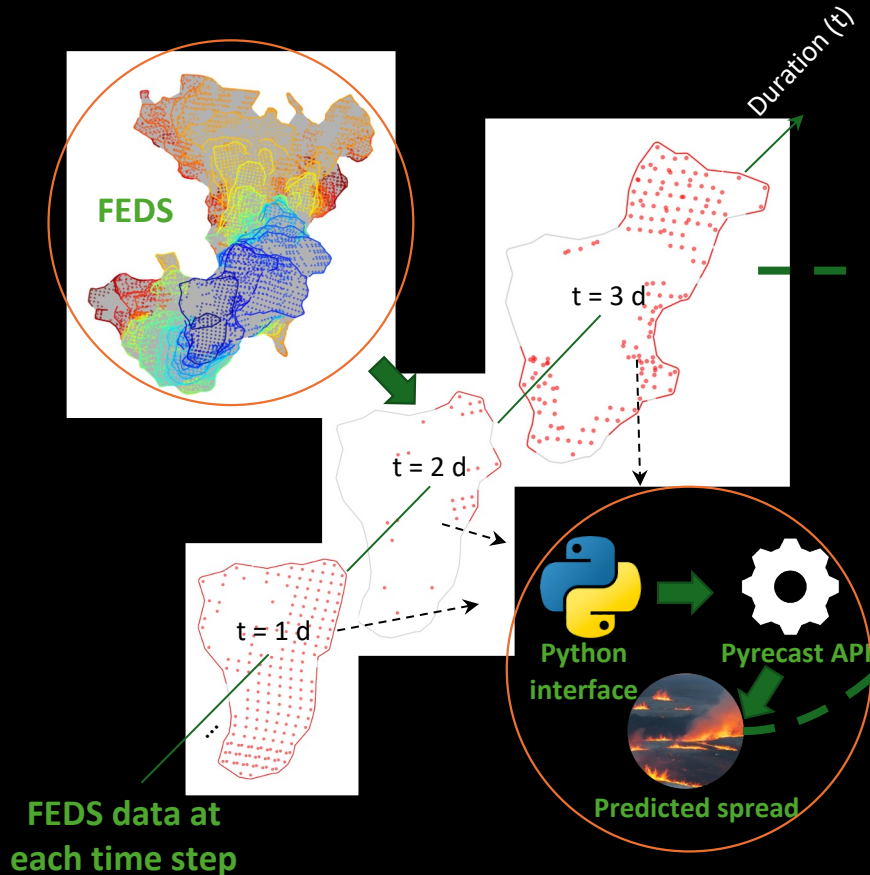 Duration (t)
FEDS
t = 3 d
t = 2 d
t = 1 d
...
Python
interface
Pyrecast API
Predicted spread
FEDS data at
each time step